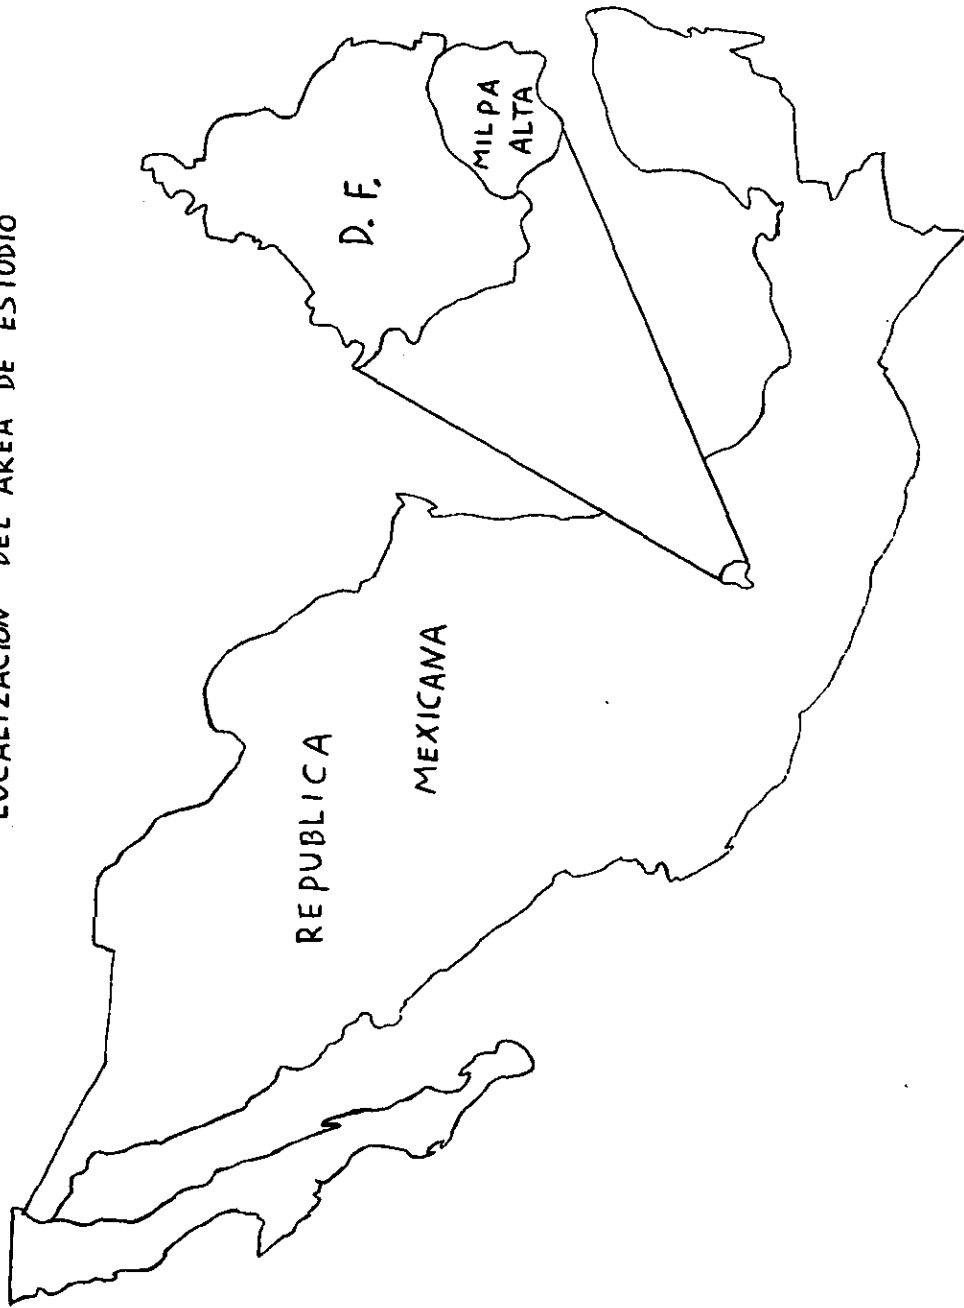 LOCALIZACION DEL AREA DE ESTUDIO
D. F.
MILPA
ALTA
REPUBLICA
MEXICANA